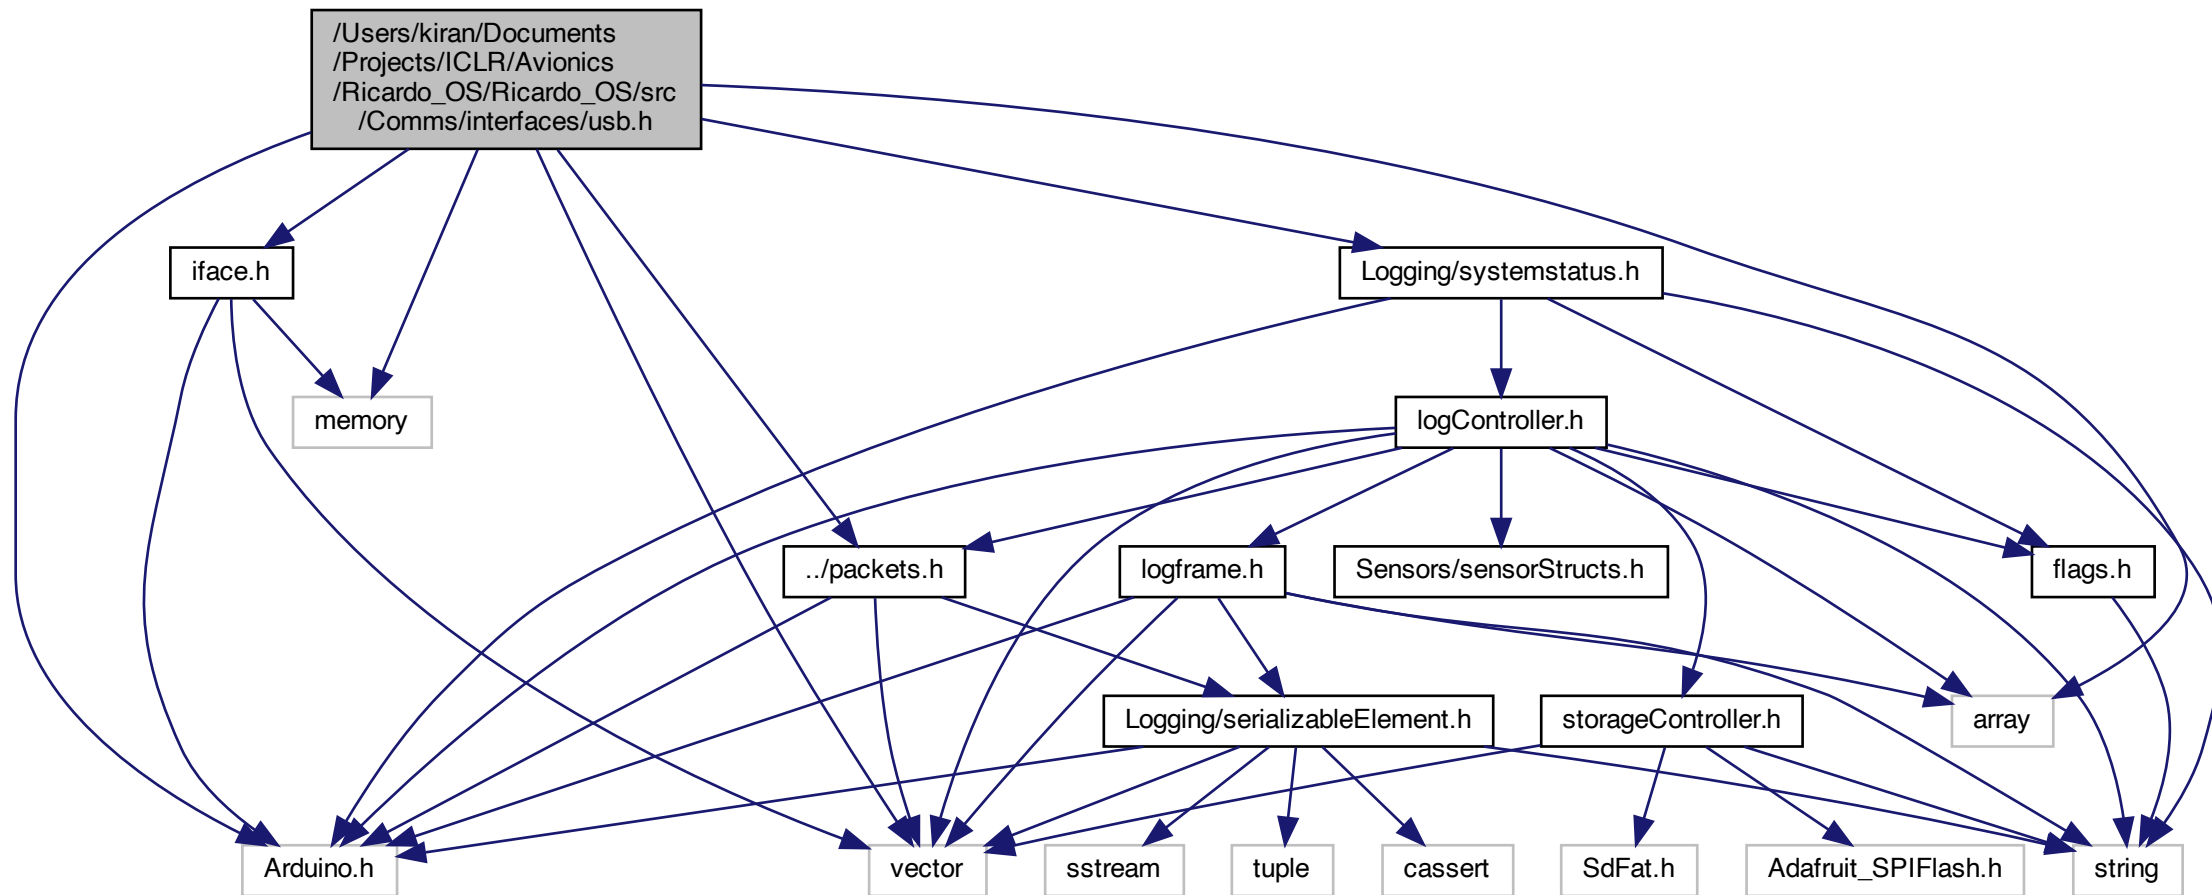 /Users/kiran/Documents
/Projects/ICLR/Avionics
/Ricardo_OS/Ricardo_OS/src
/Comms/interfaces/usb.h
iface.h
Logging/systemstatus.h
memory
logController.h
../packets.h
logframe.h
Sensors/sensorStructs.h
flags.h
Logging/serializableElement.h
storageController.h
array
Arduino.h
vector
sstream
tuple
cassert
SdFat.h
Adafruit_SPIFlash.h
string